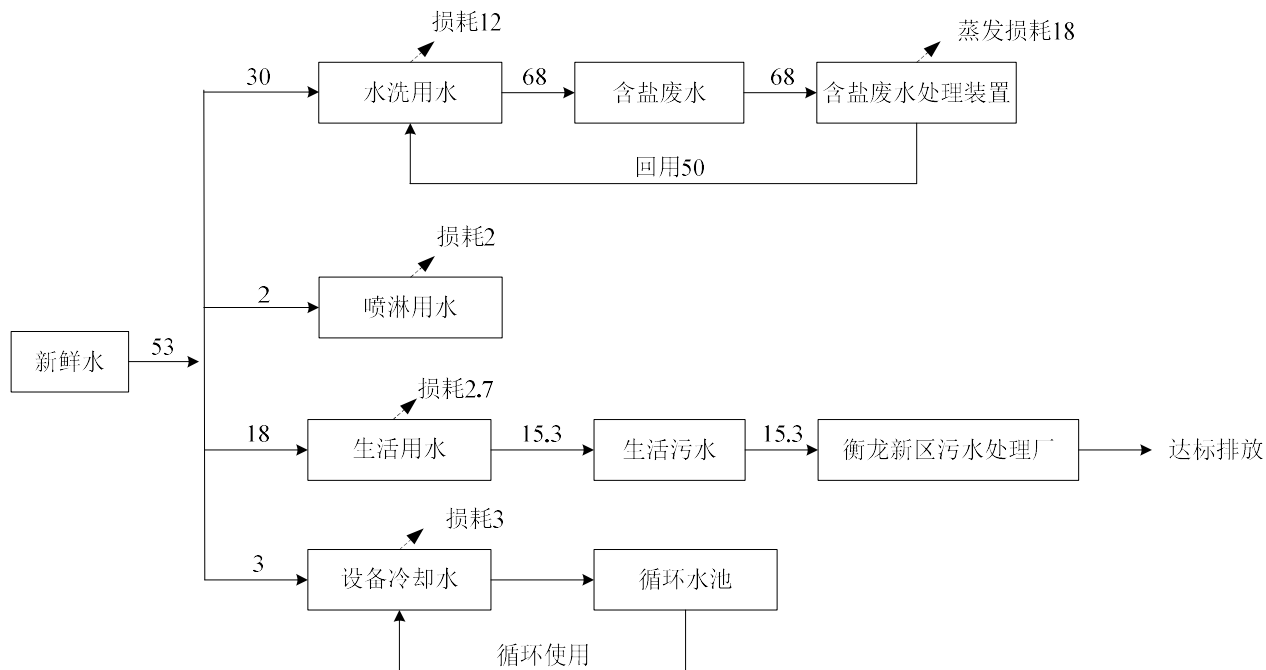 损耗12
蒸发损耗18
30
水洗用水
68
含盐废水
68
含盐废水处理装置
回用50
损耗2
2
喷淋用水
新鲜水
53
损耗2.7
18
生活用水
15.3
生活污水
15.3
衡龙新区污水处理厂
达标排放
损耗3
3
设备冷却水
循环水池
循环使用